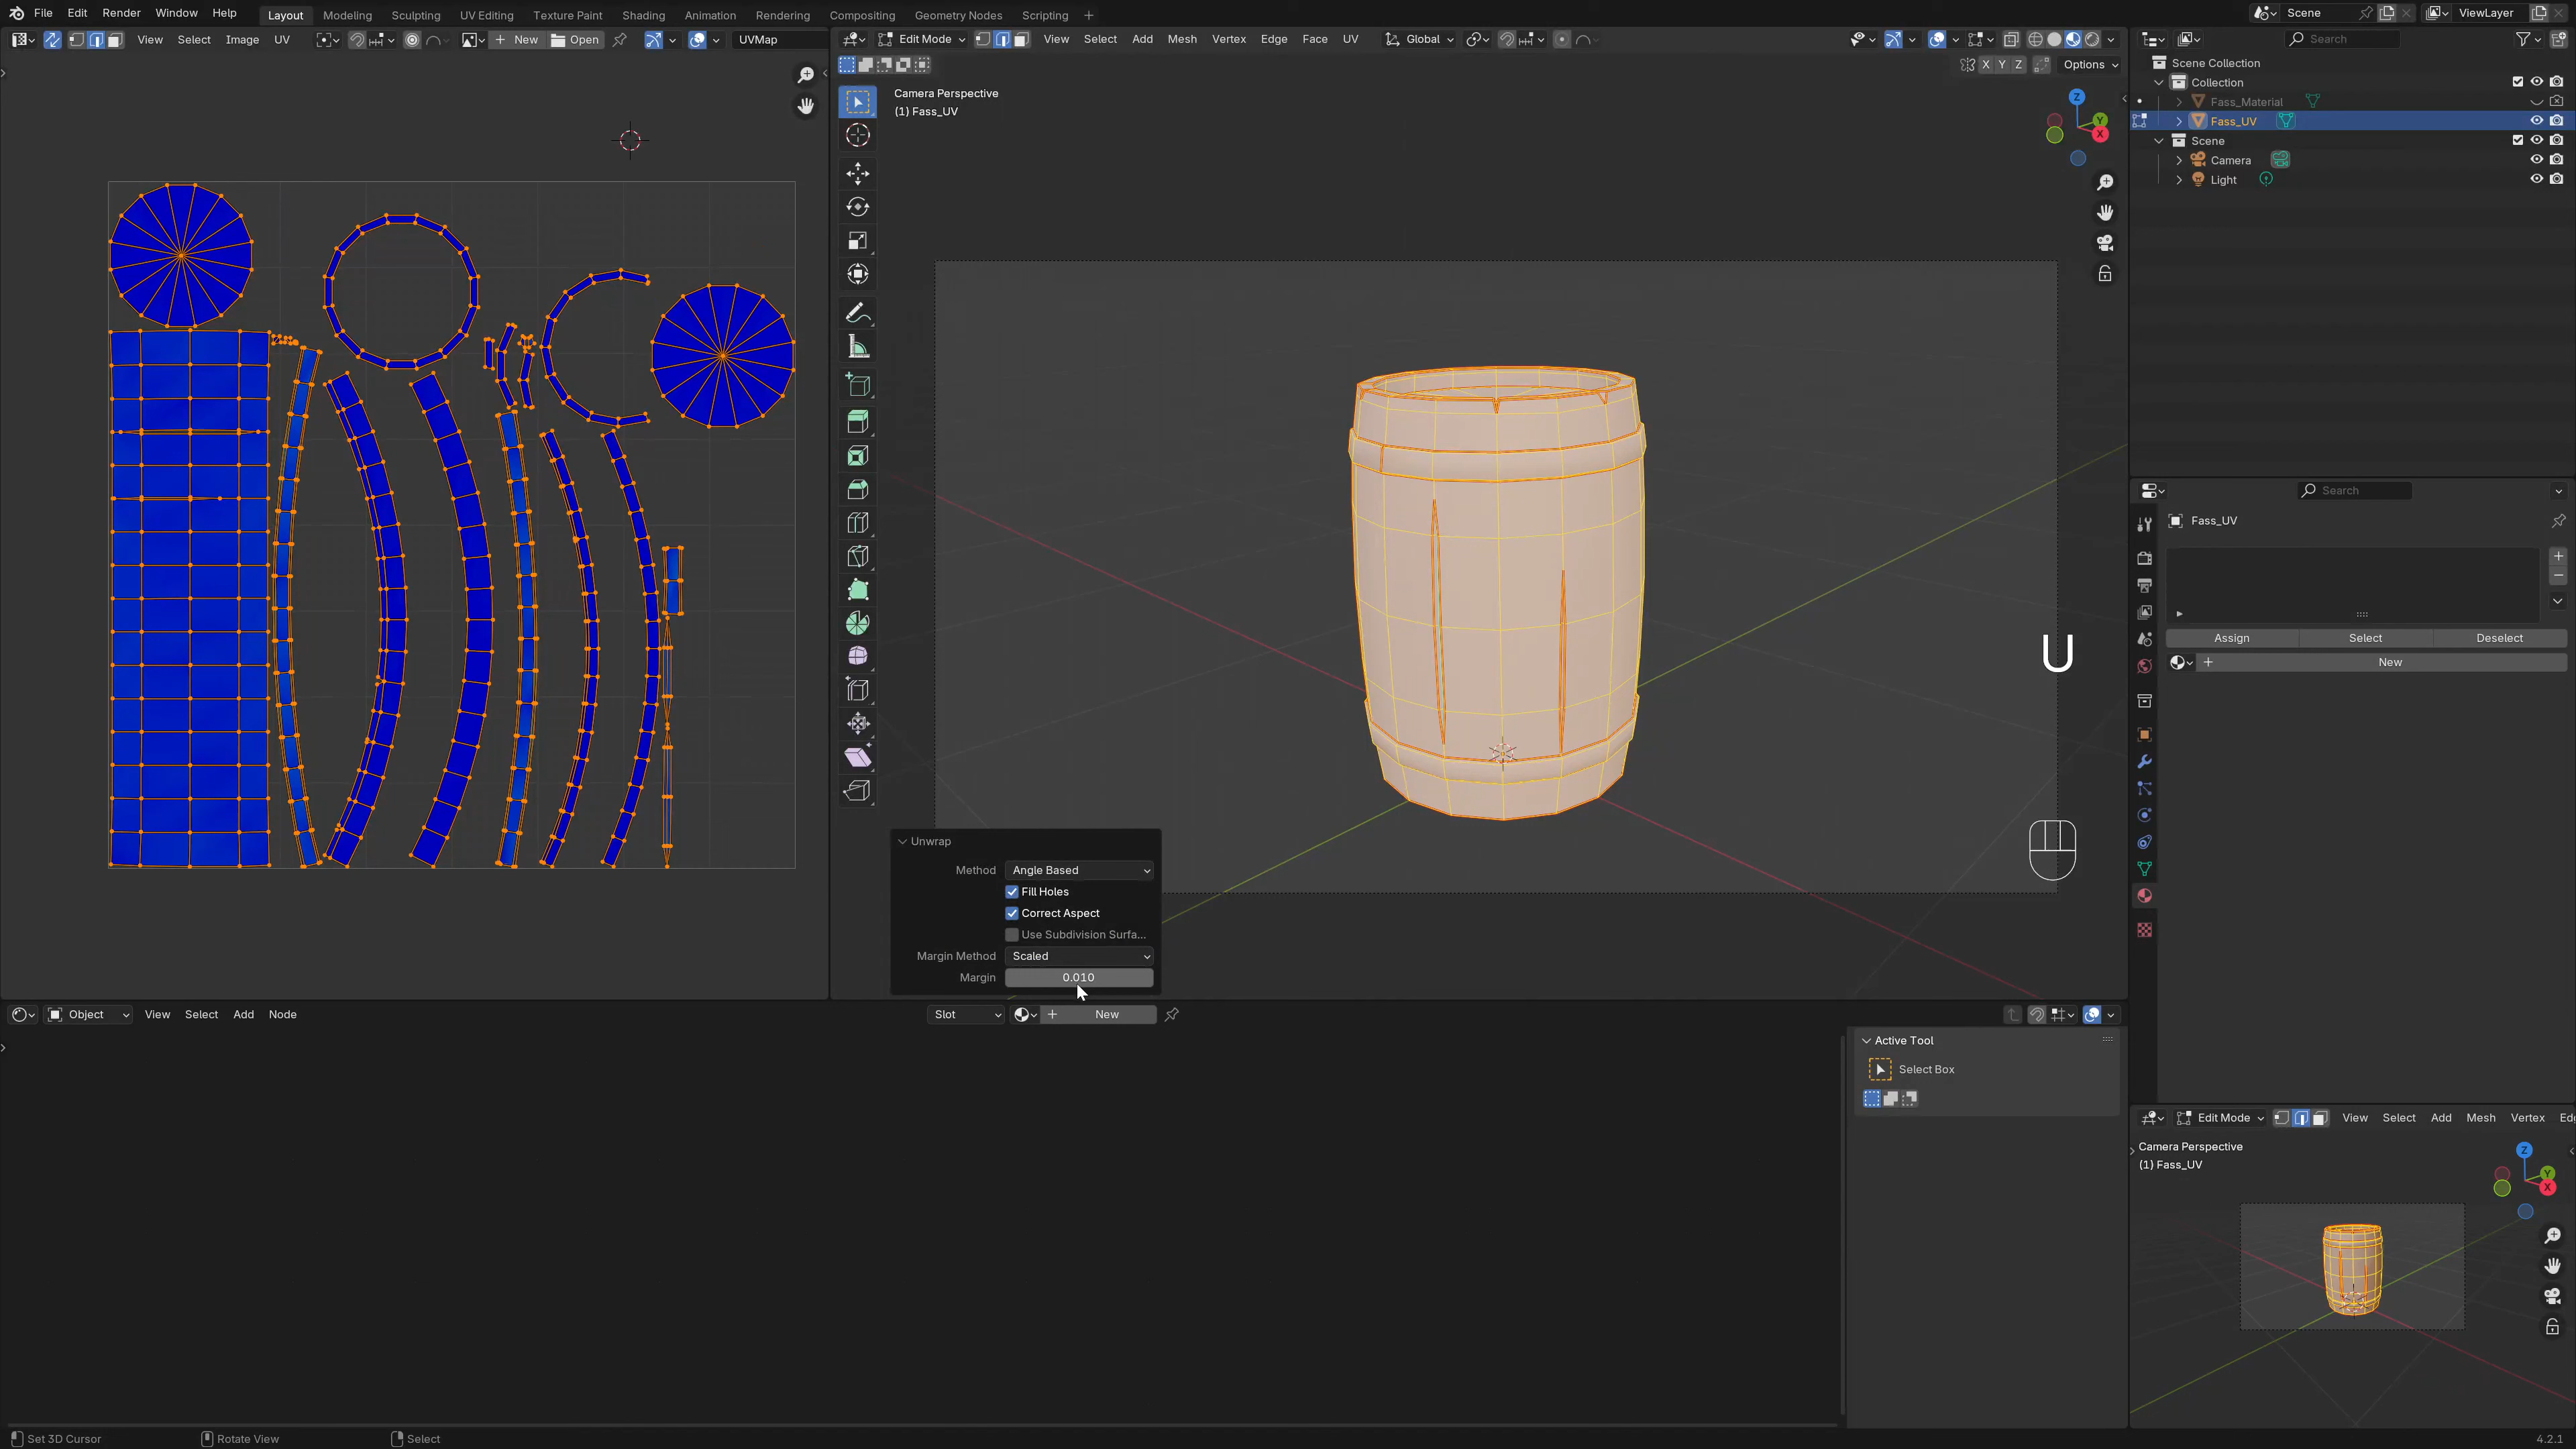 File Edit Render Window Help Layout Modeling Sculpting UV Editing Texture Paint Shading Animation Rendering Compositing Geometry Nodes Scripting Scene ViewLayer
View Select Image UV New Open UVMap
Edit Mode View Select Add Mesh Vertex Edge Face UV Global
Search
X Y Z Options
Camera Perspective
(1) Fass_UV
Z
Y
X
Scene Collection
Collection
Fass_Material
Fass_UV
Scene
Camera
Light
Search
Fass_UV
Assign Select Deselect
New
U
Unwrap
Method Angle Based
Fill Holes
Correct Aspect
Use Subdivision Surfa...
Margin Method Scaled
Margin 0.010
Object View Select Add Node Slot New
Active Tool
Select Box
Edit Mode View Select Add Mesh Vertex Ed
Camera Perspective
(1) Fass_UV
Z
Y
X
Set 3D Cursor Rotate View Select 4.2.1